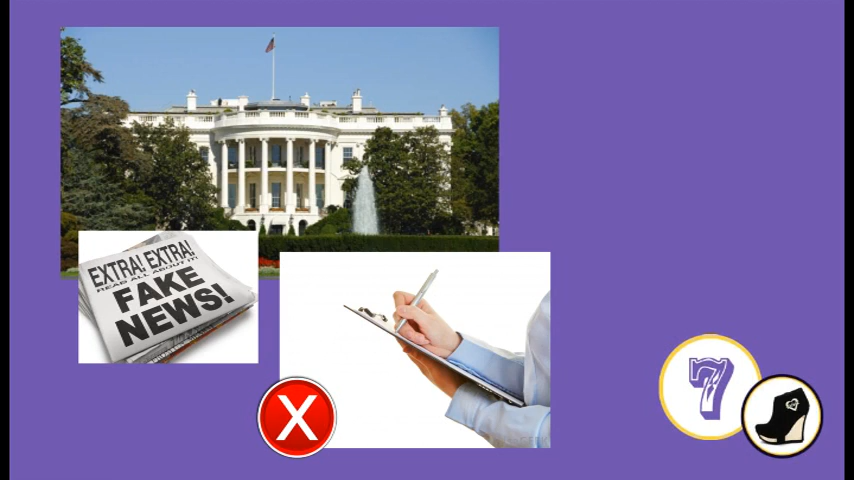 EXTRA! EXTRA!
READ ALL ABOUT IT!
FAKE
NEWS!
X
7